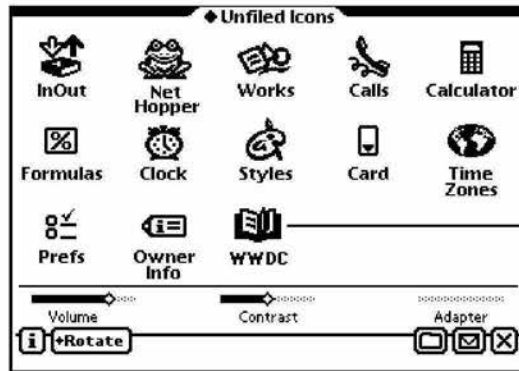 Unfiled Icons
InOut
Net
Hopper
Works
Calls
Calculator
Formulas
Clock
Styles
Card
Time
Zones
Prefs
Owner
Info
WWDC
Volume
Contrast
Adapter
i
Rotate